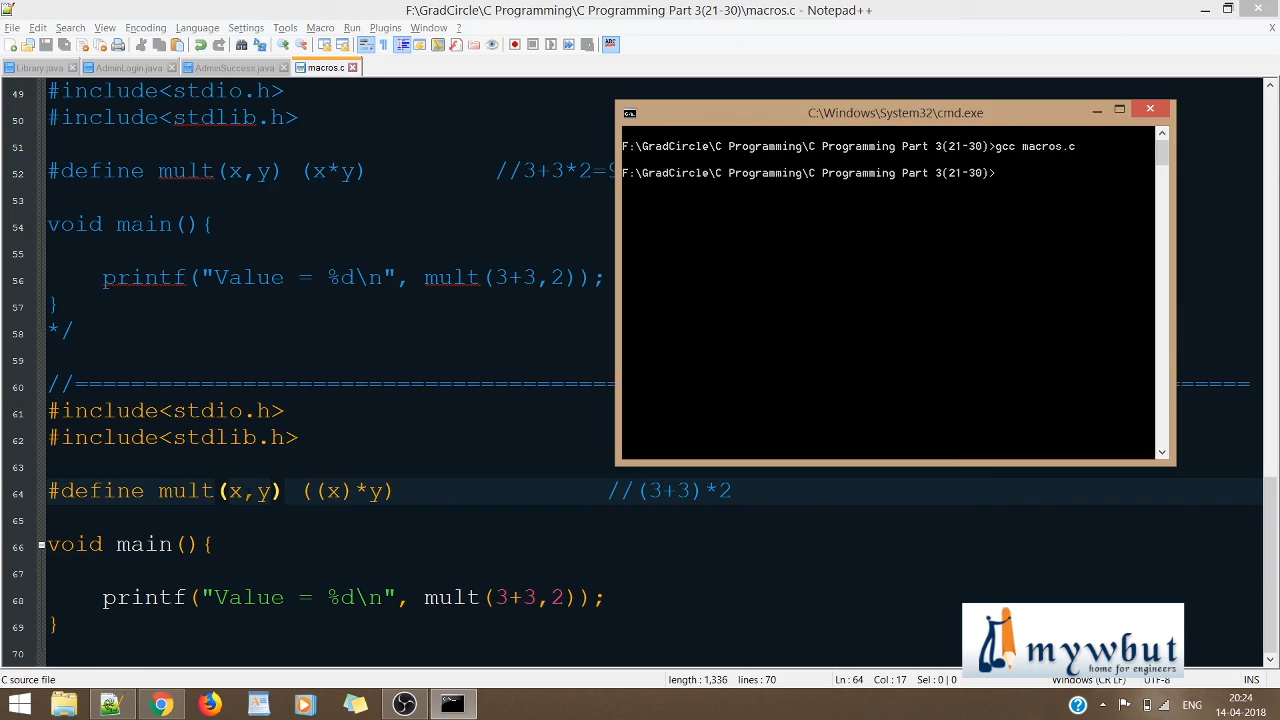 F:\GradCircle\C Programming\C Programming Part 3(21-30)\macros.c - Notepad++
File Edit Search View Encoding Language Settings Tools Macro Run Plugins Window ?
Library.java AdminLogin.java AdminSuccess.java macros.c
49 #include<stdio.h>
50 #include<stdlib.h>
51
52 #define mult(x,y) (x*y) //3+3*2=9
53
54 void main(){
55
56 printf("Value = %d\n", mult(3+3,2));
57 }
58 */
59
60 //==================================================================
61 #include<stdio.h>
62 #include<stdlib.h>
63
64 #define mult(x,y) ((x)*y) //(3+3)*2
65
66 void main(){
67
68 printf("Value = %d\n", mult(3+3,2));
69 }
70
C:\Windows\System32\cmd.exe
F:\GradCircle\C Programming\C Programming Part 3(21-30)>gcc macros.c
F:\GradCircle\C Programming\C Programming Part 3(21-30)>
mywbut
home for engineers
C source file length : 1,336 lines : 70 Ln : 64 Col : 17 Sel : 0 | 0 Windows (CR LF) UTF-8 INS
ENG
20:24
14-04-2018